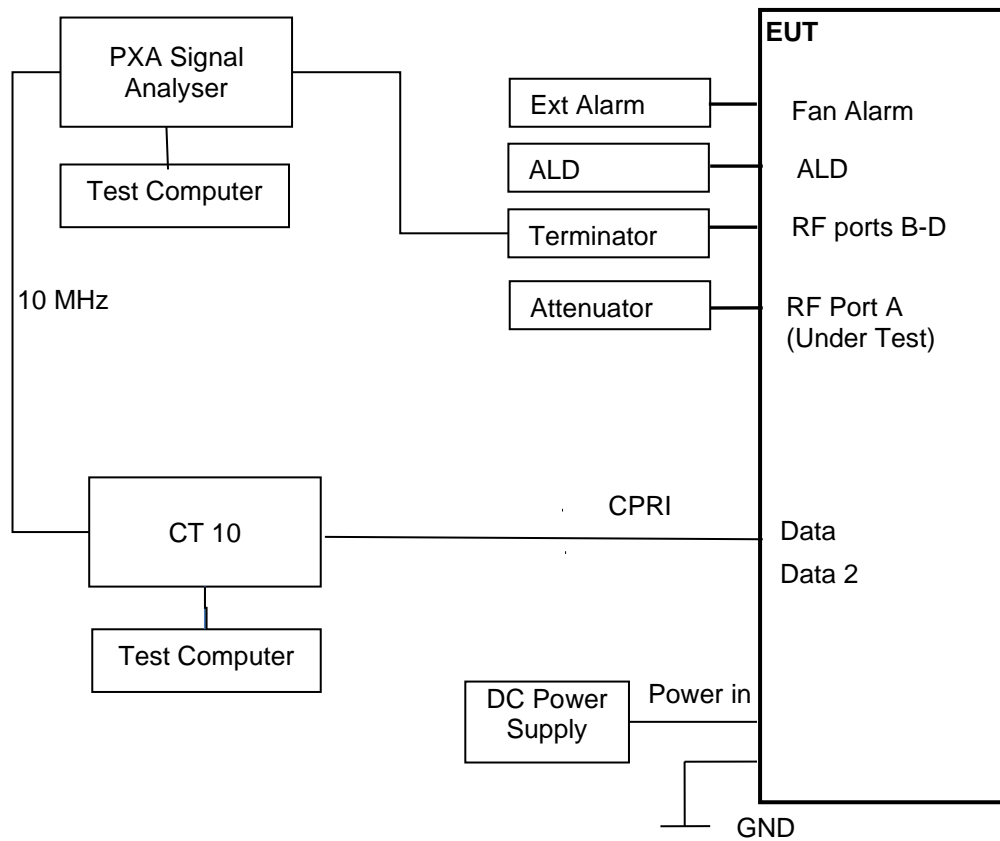 EUT
PXA Signal
Analyser
Test Computer
10 MHz
Ext Alarm
Fan Alarm
ALD
ALD
Terminator
RF ports B-D
Attenuator
RF Port A
(Under Test)
CT 10
CPRI
Data
Data 2
Test Computer
DC Power
Supply
Power in
GND